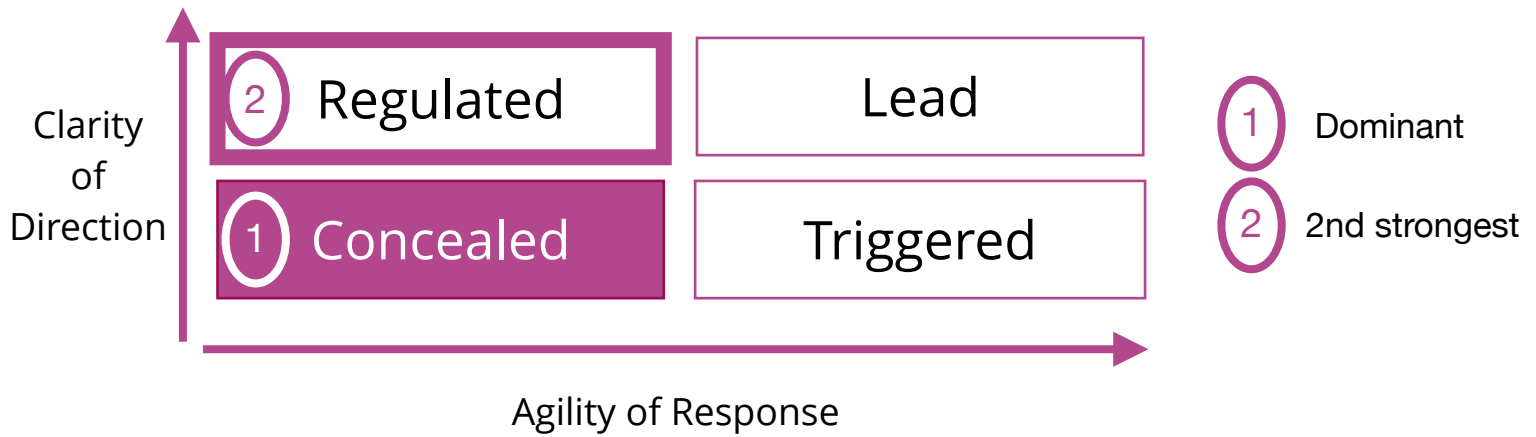 Clarity
of
Direction
2 Regulated
Lead
1 Concealed
Triggered
Agility of Response
1 Dominant
2 2nd strongest